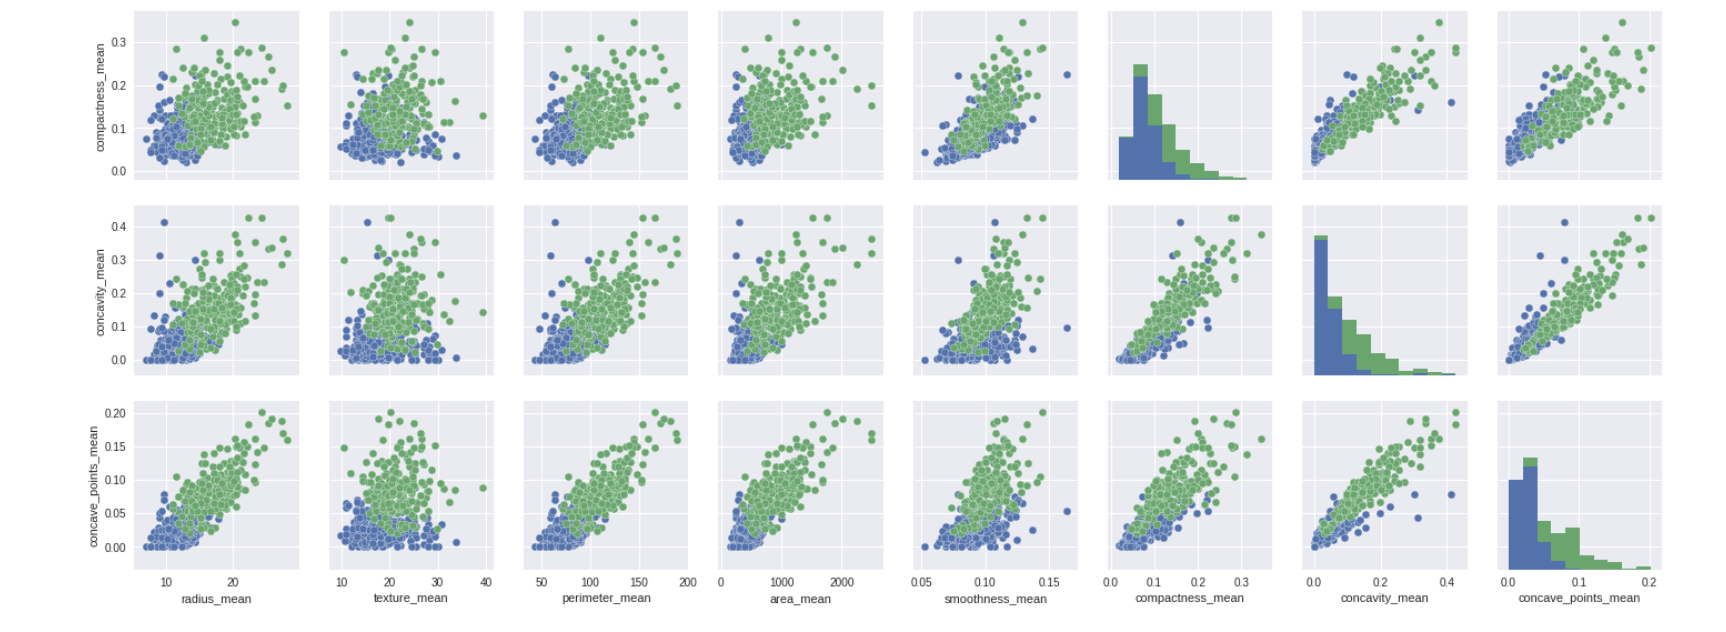 compactness_mean
0.3
0.2
0.1
0.0
concavity_mean
0.4
0.3
0.2
0.1
0.0
concave_points_mean
0.20
0.15
0.10
0.05
0.00
10 20 10 20 30 40 50 100 150 200 0 1000 2000 0.05 0.10 0.15 0.0 0.1 0.2 0.3 0.0 0.2 0.4 0.0 0.1 0.2
radius_mean texture_mean perimeter_mean area_mean smoothness_mean compactness_mean concavity_mean concave_points_mean